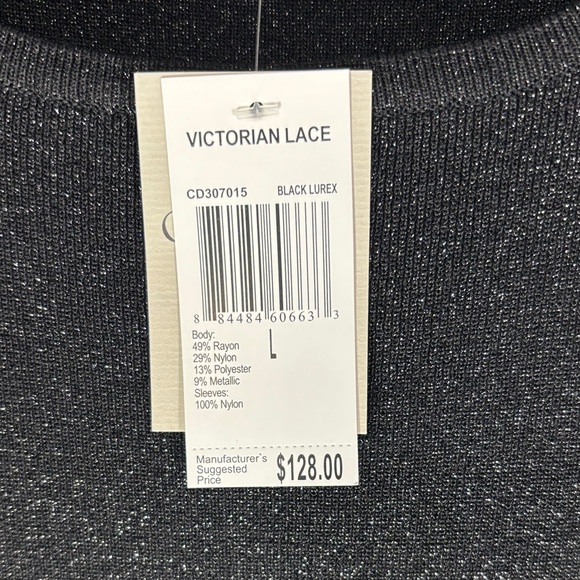 VICTORIAN LACE
CD307015 BLACK LUREX
8 84484 60663 3
Body:
49% Rayon
29% Nylon
13% Polyester
9% Metallic
Sleeves:
100% Nylon
L
Manufacturer`s
Suggested
Price
$128.00